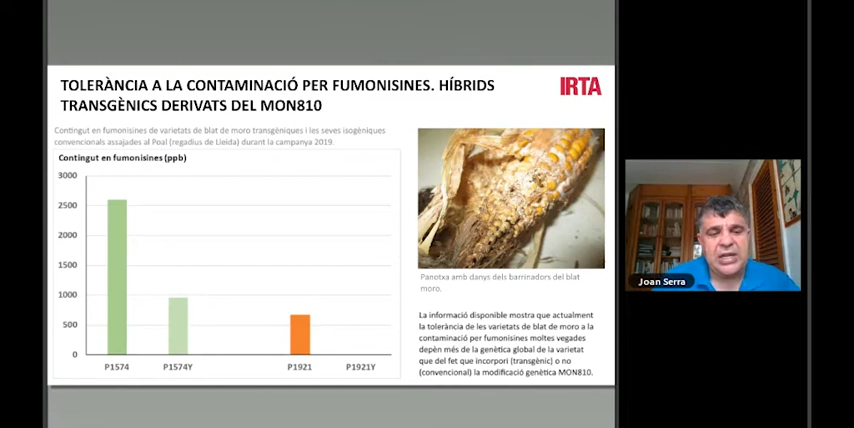 TOLERÀNCIA A LA CONTAMINACIÓ PER FUMONISINES. HÍBRIDS
TRANSGÈNICS DERIVATS DEL MON810
IRTA
Contingut en fumonisines de varietats de blat de moro transgèniques i les seves isogèniques
convencionals assajades al Poal (regadius de Lleida) durant la campanya 2019.
Contingut en fumonisines (ppb)
3000
2500
2000
1500
1000
500
0
P1574
P1574Y
P1921
P1921Y
Panotxa amb danys dels barrinadors del blat
moro.
La informació disponible mostra que actualment
la tolerància de les varietats de blat de moro a la
contaminació per fumonisines moltes vegades
depèn més de la genètica global de la varietat
que del fet que incorpori (transgènic) o no
(convencional) la modificació genètica MON810.
Joan Serra